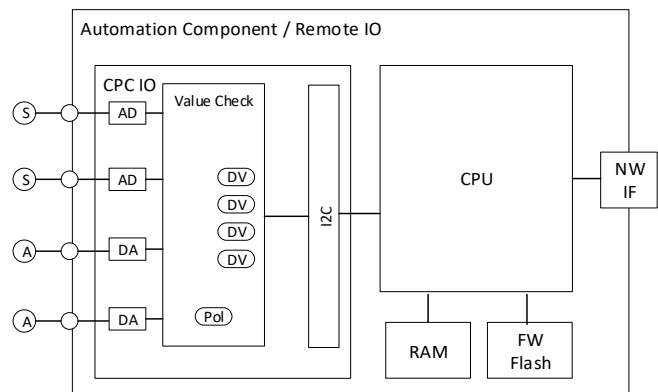 Automation Component / Remote IO
CPC IO
Value Check
S
AD
S
AD
A
DA
A
DA
DV
DV
DV
DV
Pol
I2C
CPU
NW
IF
RAM
FW
Flash